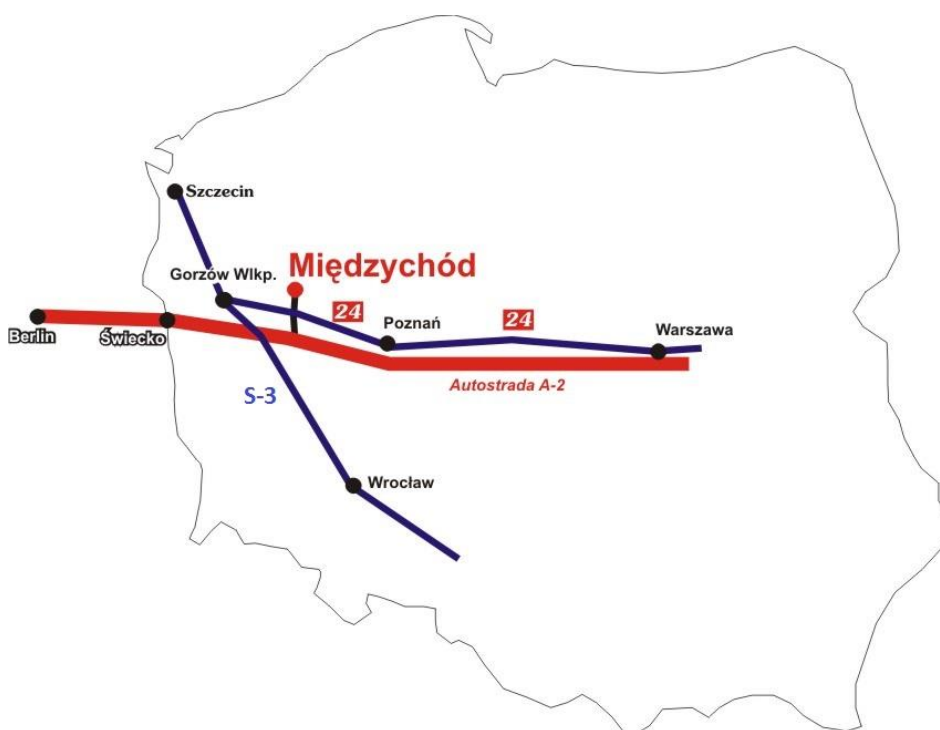 Szczecin
Międzychód
Gorzów Wlkp.
24
24
Poznań
Warszawa
Berlin
Świecko
Autostrada A-2
S-3
Wrocław